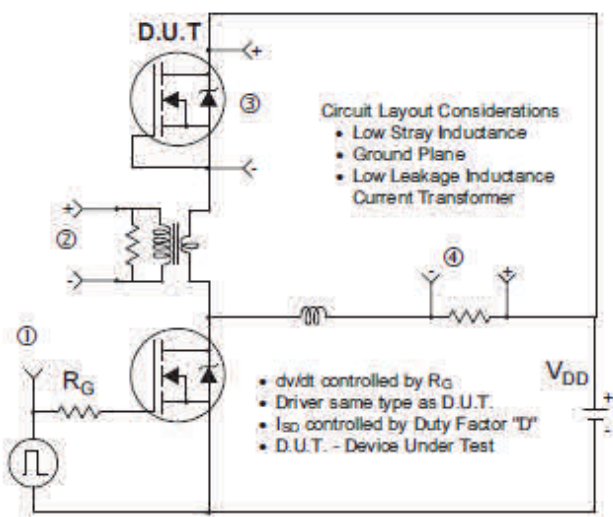 D.U.T
+
③
-
Circuit Layout Considerations
• Low Stray Inductance
• Ground Plane
• Low Leakage Inductance
Current Transformer
+
②
-
④
- +
①
RG
• dv/dt controlled by RG
• Driver same type as D.U.T.
• ISD controlled by Duty Factor "D"
• D.U.T. - Device Under Test
VDD
+
-